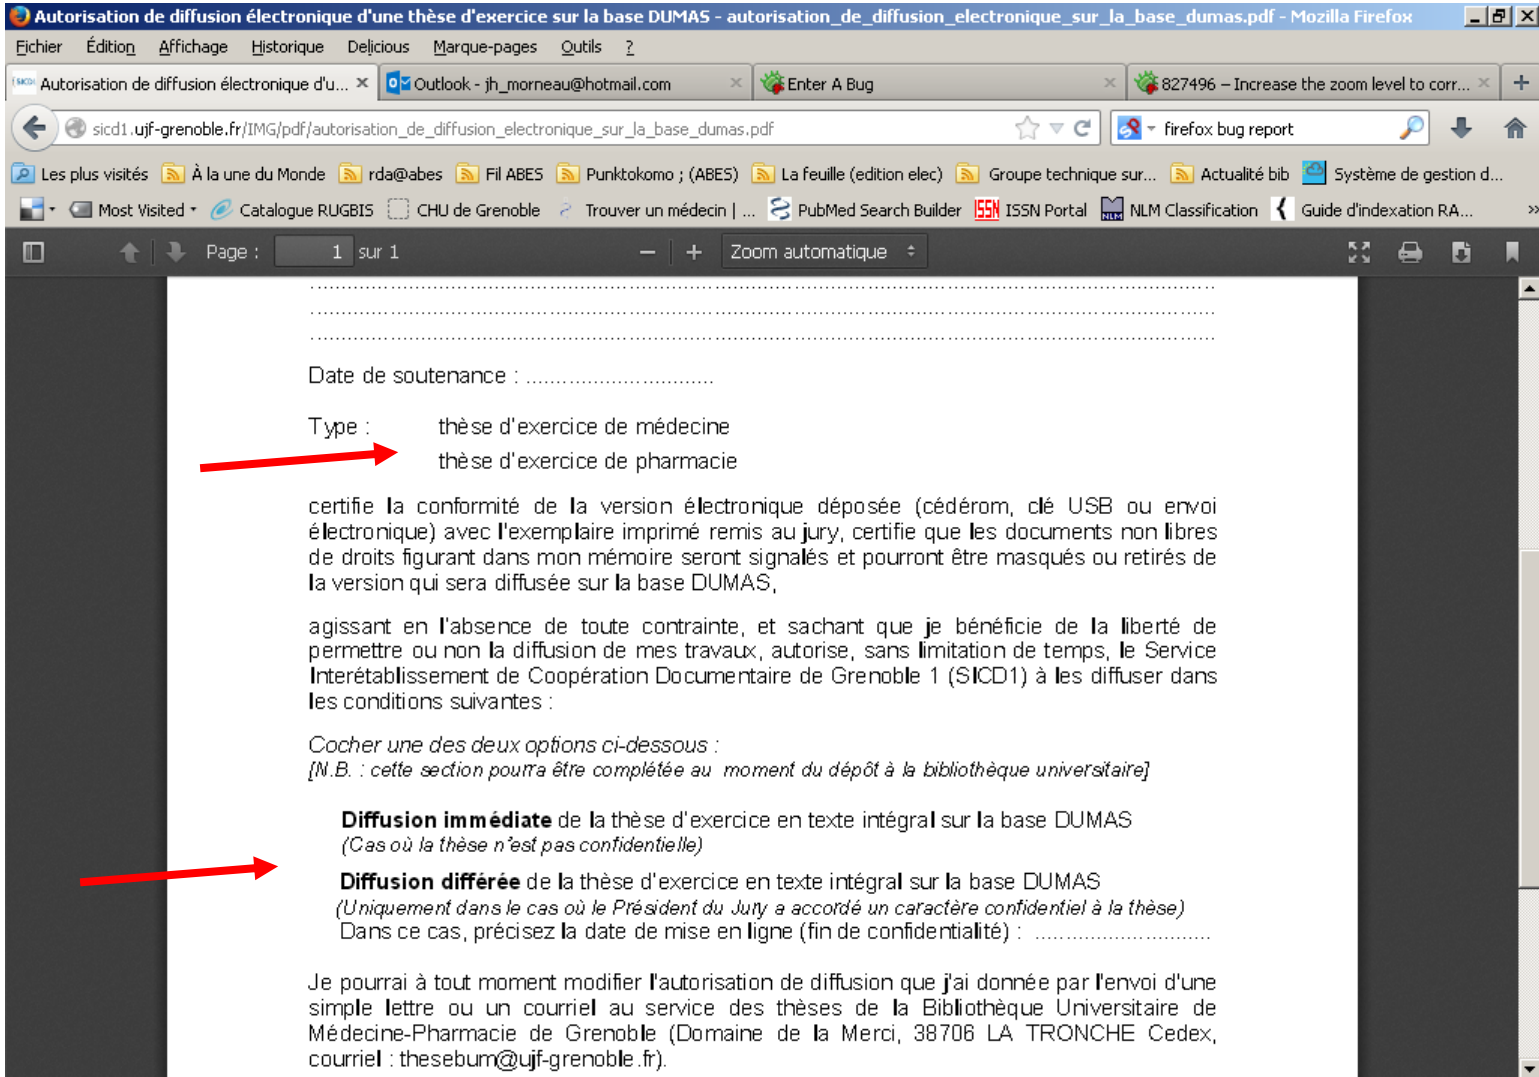 Autorisation de diffusion électronique d'une thèse d'exercice sur la base DUMAS - autorisation_de_diffusion_electronique_sur_la_base_dumas.pdf - Mozilla Firefox
Fichier Édition Affichage Historique Delicious Marque-pages Outils ?
Autorisation de diffusion électronique d'u... Outlook - jh_morneau@hotmail.com Enter A Bug 827496 – Increase the zoom level to corr...
sicd1.ujf-grenoble.fr/IMG/pdf/autorisation_de_diffusion_electronique_sur_la_base_dumas.pdf firefox bug report
Les plus visités À la une du Monde rda@abes Fil ABES Punktokomo ; (ABES) La feuille (edition elec) Groupe technique sur... Actualité bib Système de gestion d...
Most Visited Catalogue RUGBIS CHU de Grenoble Trouver un médecin | ... PubMed Search Builder ISSN ISSN Portal NLM NLM Classification Guide d'indexation RA...
Page : 1 sur 1 Zoom automatique
Date de soutenance : ...............................
Type : thèse d'exercice de médecine
thèse d'exercice de pharmacie
certifie la conformité de la version électronique déposée (cédérom, clé USB ou envoi
électronique) avec l'exemplaire imprimé remis au jury, certifie que les documents non libres
de droits figurant dans mon mémoire seront signalés et pourront être masqués ou retirés de
la version qui sera diffusée sur la base DUMAS,
agissant en l'absence de toute contrainte, et sachant que je bénéficie de la liberté de
permettre ou non la diffusion de mes travaux, autorise, sans limitation de temps, le Service
Interétablissement de Coopération Documentaire de Grenoble 1 (SICD1) à les diffuser dans
les conditions suivantes :
Cocher une des deux options ci-dessous :
[N.B. : cette section pourra être complétée au moment du dépôt à la bibliothèque universitaire]
Diffusion immédiate de la thèse d'exercice en texte intégral sur la base DUMAS
(Cas où la thèse n'est pas confidentielle)
Diffusion différée de la thèse d'exercice en texte intégral sur la base DUMAS
(Uniquement dans le cas où le Président du Jury a accordé un caractère confidentiel à la thèse)
Dans ce cas, précisez la date de mise en ligne (fin de confidentialité) : .............................
Je pourrai à tout moment modifier l'autorisation de diffusion que j'ai donnée par l'envoi d'une
simple lettre ou un courriel au service des thèses de la Bibliothèque Universitaire de
Médecine-Pharmacie de Grenoble (Domaine de la Merci, 38706 LA TRONCHE Cedex,
courriel : thesebum@ujf-grenoble.fr).